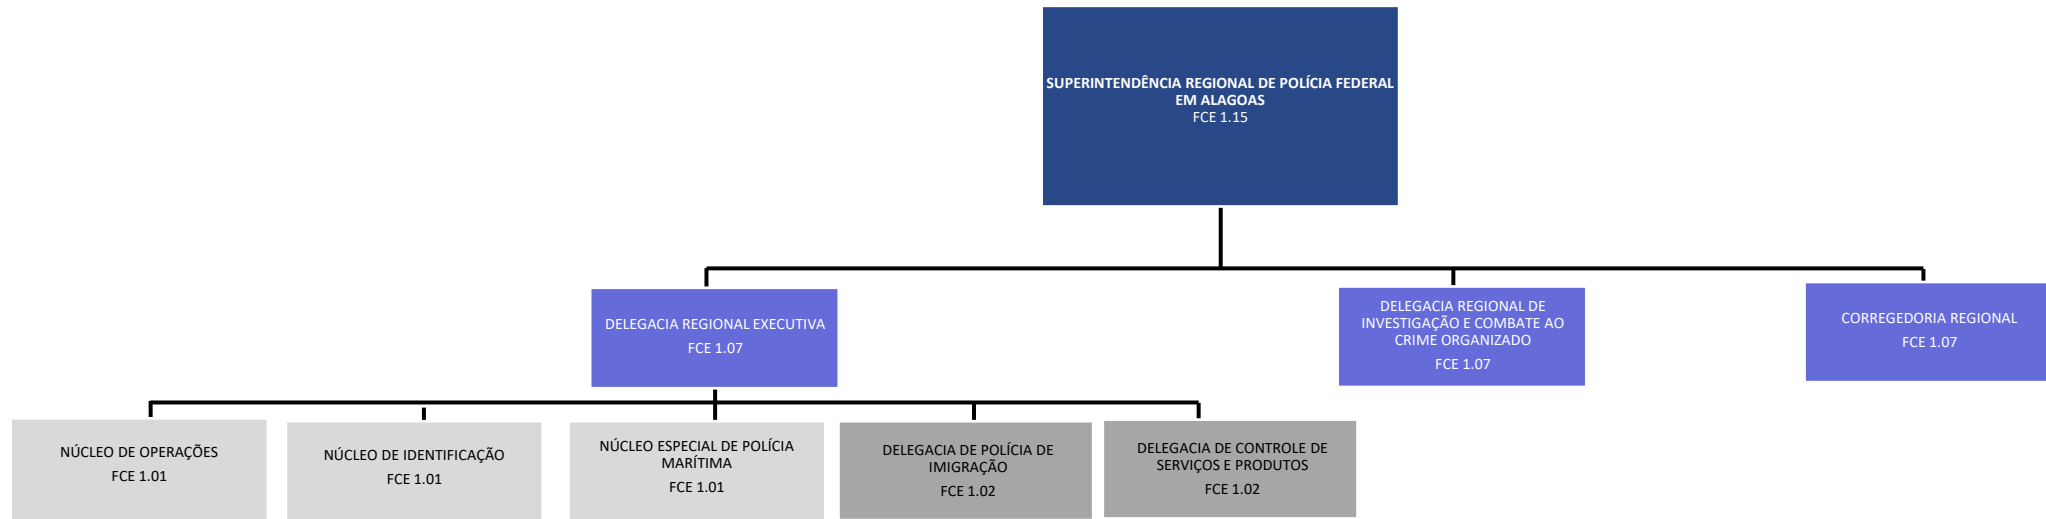 SUPERINTENDÊNCIA REGIONAL DE POLÍCIA FEDERAL
EM ALAGOAS
FCE 1.15
DELEGACIA REGIONAL EXECUTIVA
FCE 1.07
DELEGACIA REGIONAL DE
INVESTIGAÇÃO E COMBATE AO
CRIME ORGANIZADO
FCE 1.07
CORREGEDORIA REGIONAL
FCE 1.07
NÚCLEO DE OPERAÇÕES
FCE 1.01
NÚCLEO DE IDENTIFICAÇÃO
FCE 1.01
NÚCLEO ESPECIAL DE POLÍCIA
MARÍTIMA
FCE 1.01
DELEGACIA DE POLÍCIA DE
IMIGRAÇÃO
FCE 1.02
DELEGACIA DE CONTROLE DE
SERVIÇOS E PRODUTOS
FCE 1.02